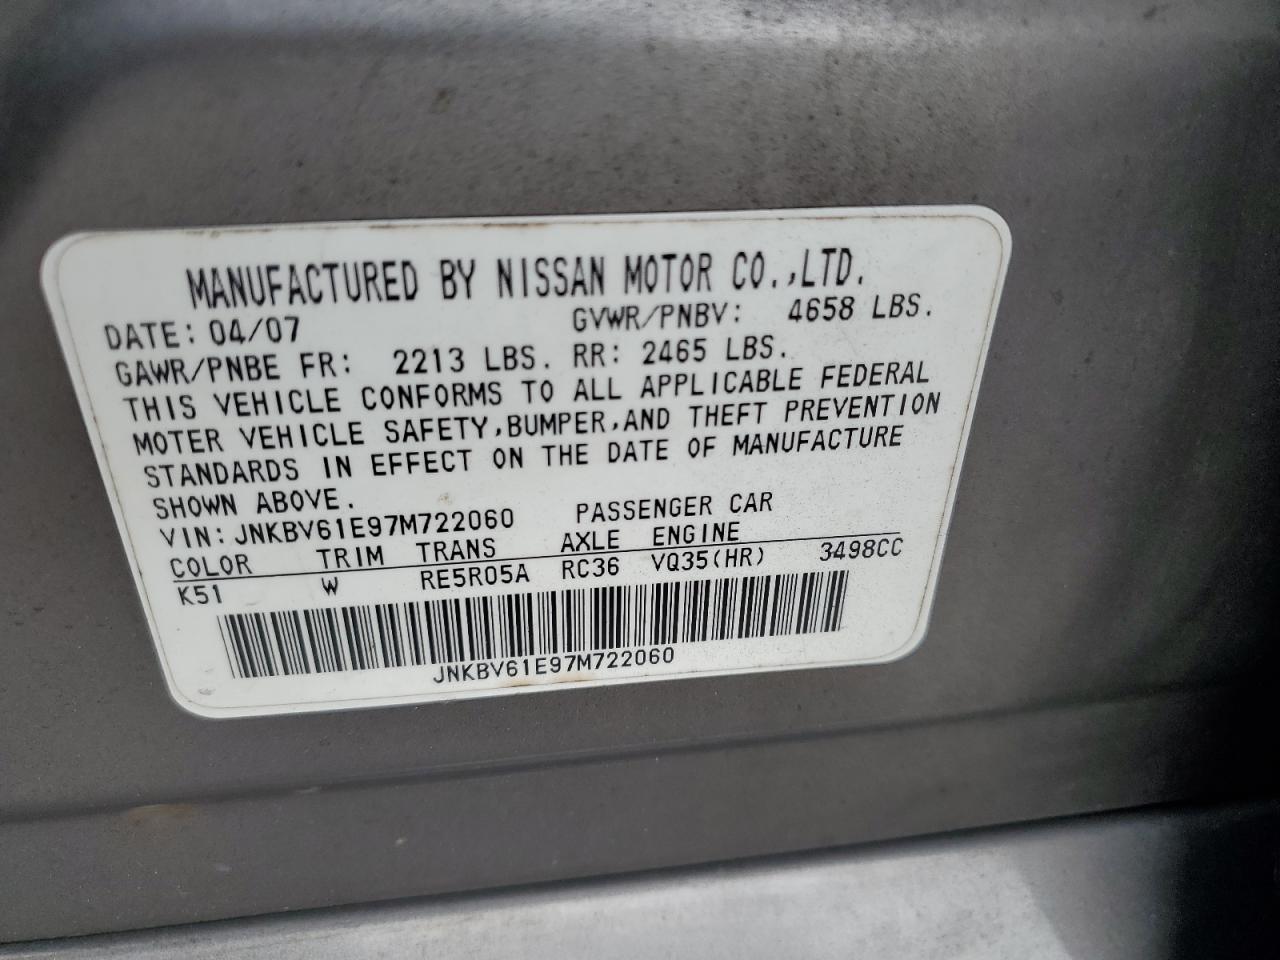 MANUFACTURED BY NISSAN MOTOR CO.,LTD.
DATE: 04/07 GVWR/PNBV: 4658 LBS.
GAWR/PNBE FR: 2213 LBS. RR: 2465 LBS.
THIS VEHICLE CONFORMS TO ALL APPLICABLE FEDERAL
MOTER VEHICLE SAFETY,BUMPER,AND THEFT PREVENTION
STANDARDS IN EFFECT ON THE DATE OF MANUFACTURE
SHOWN ABOVE.
VIN: JNKBV61E97M722060 PASSENGER CAR
COLOR TRIM TRANS AXLE ENGINE
K51 W RE5R05A RC36 VQ35(HR) 3498CC
JNKBV61E97M722060